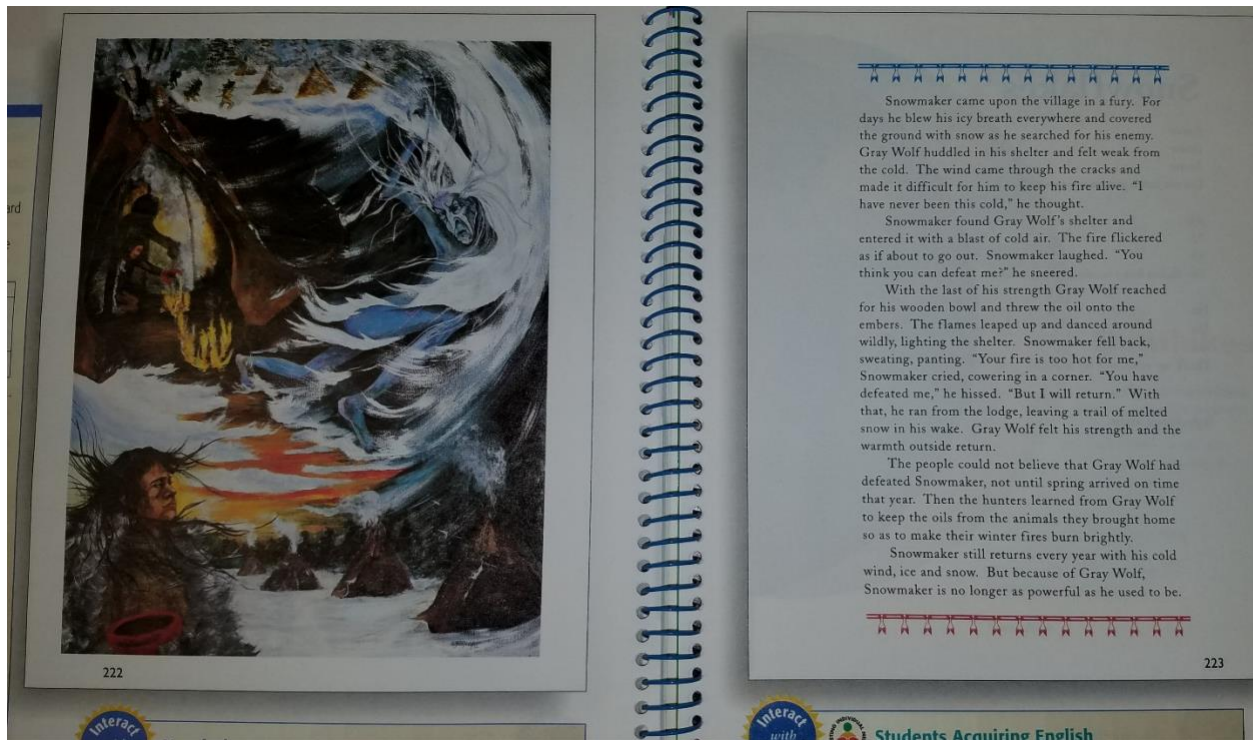 ard
222
Interact
Snowmaker came upon the village in a fury. For
days he blew his icy breath everywhere and covered
the ground with snow as he searched for his enemy.
Gray Wolf huddled in his shelter and felt weak from
the cold. The wind came through the cracks and
made it difficult for him to keep his fire alive. “I
have never been this cold,” he thought.
Snowmaker found Gray Wolf’s shelter and
entered it with a blast of cold air. The fire flickered
as if about to go out. Snowmaker laughed. “You
think you can defeat me?” he sneered.
With the last of his strength Gray Wolf reached
for his wooden bowl and threw the oil onto the
embers. The flames leaped up and danced around
wildly, lighting the shelter. Snowmaker fell back,
sweating, panting. “Your fire is too hot for me,”
Snowmaker cried, cowering in a corner. “You have
defeated me,” he hissed. “But I will return.” With
that, he ran from the lodge, leaving a trail of melted
snow in his wake. Gray Wolf felt his strength and the
warmth outside return.
The people could not believe that Gray Wolf had
defeated Snowmaker, not until spring arrived on time
that year. Then the hunters learned from Gray Wolf
to keep the oils from the animals they brought home
so as to make their winter fires burn brightly.
Snowmaker still returns every year with his cold
wind, ice and snow. But because of Gray Wolf,
Snowmaker is no longer as powerful as he used to be.
223
Interact
with
Students Acquiring English